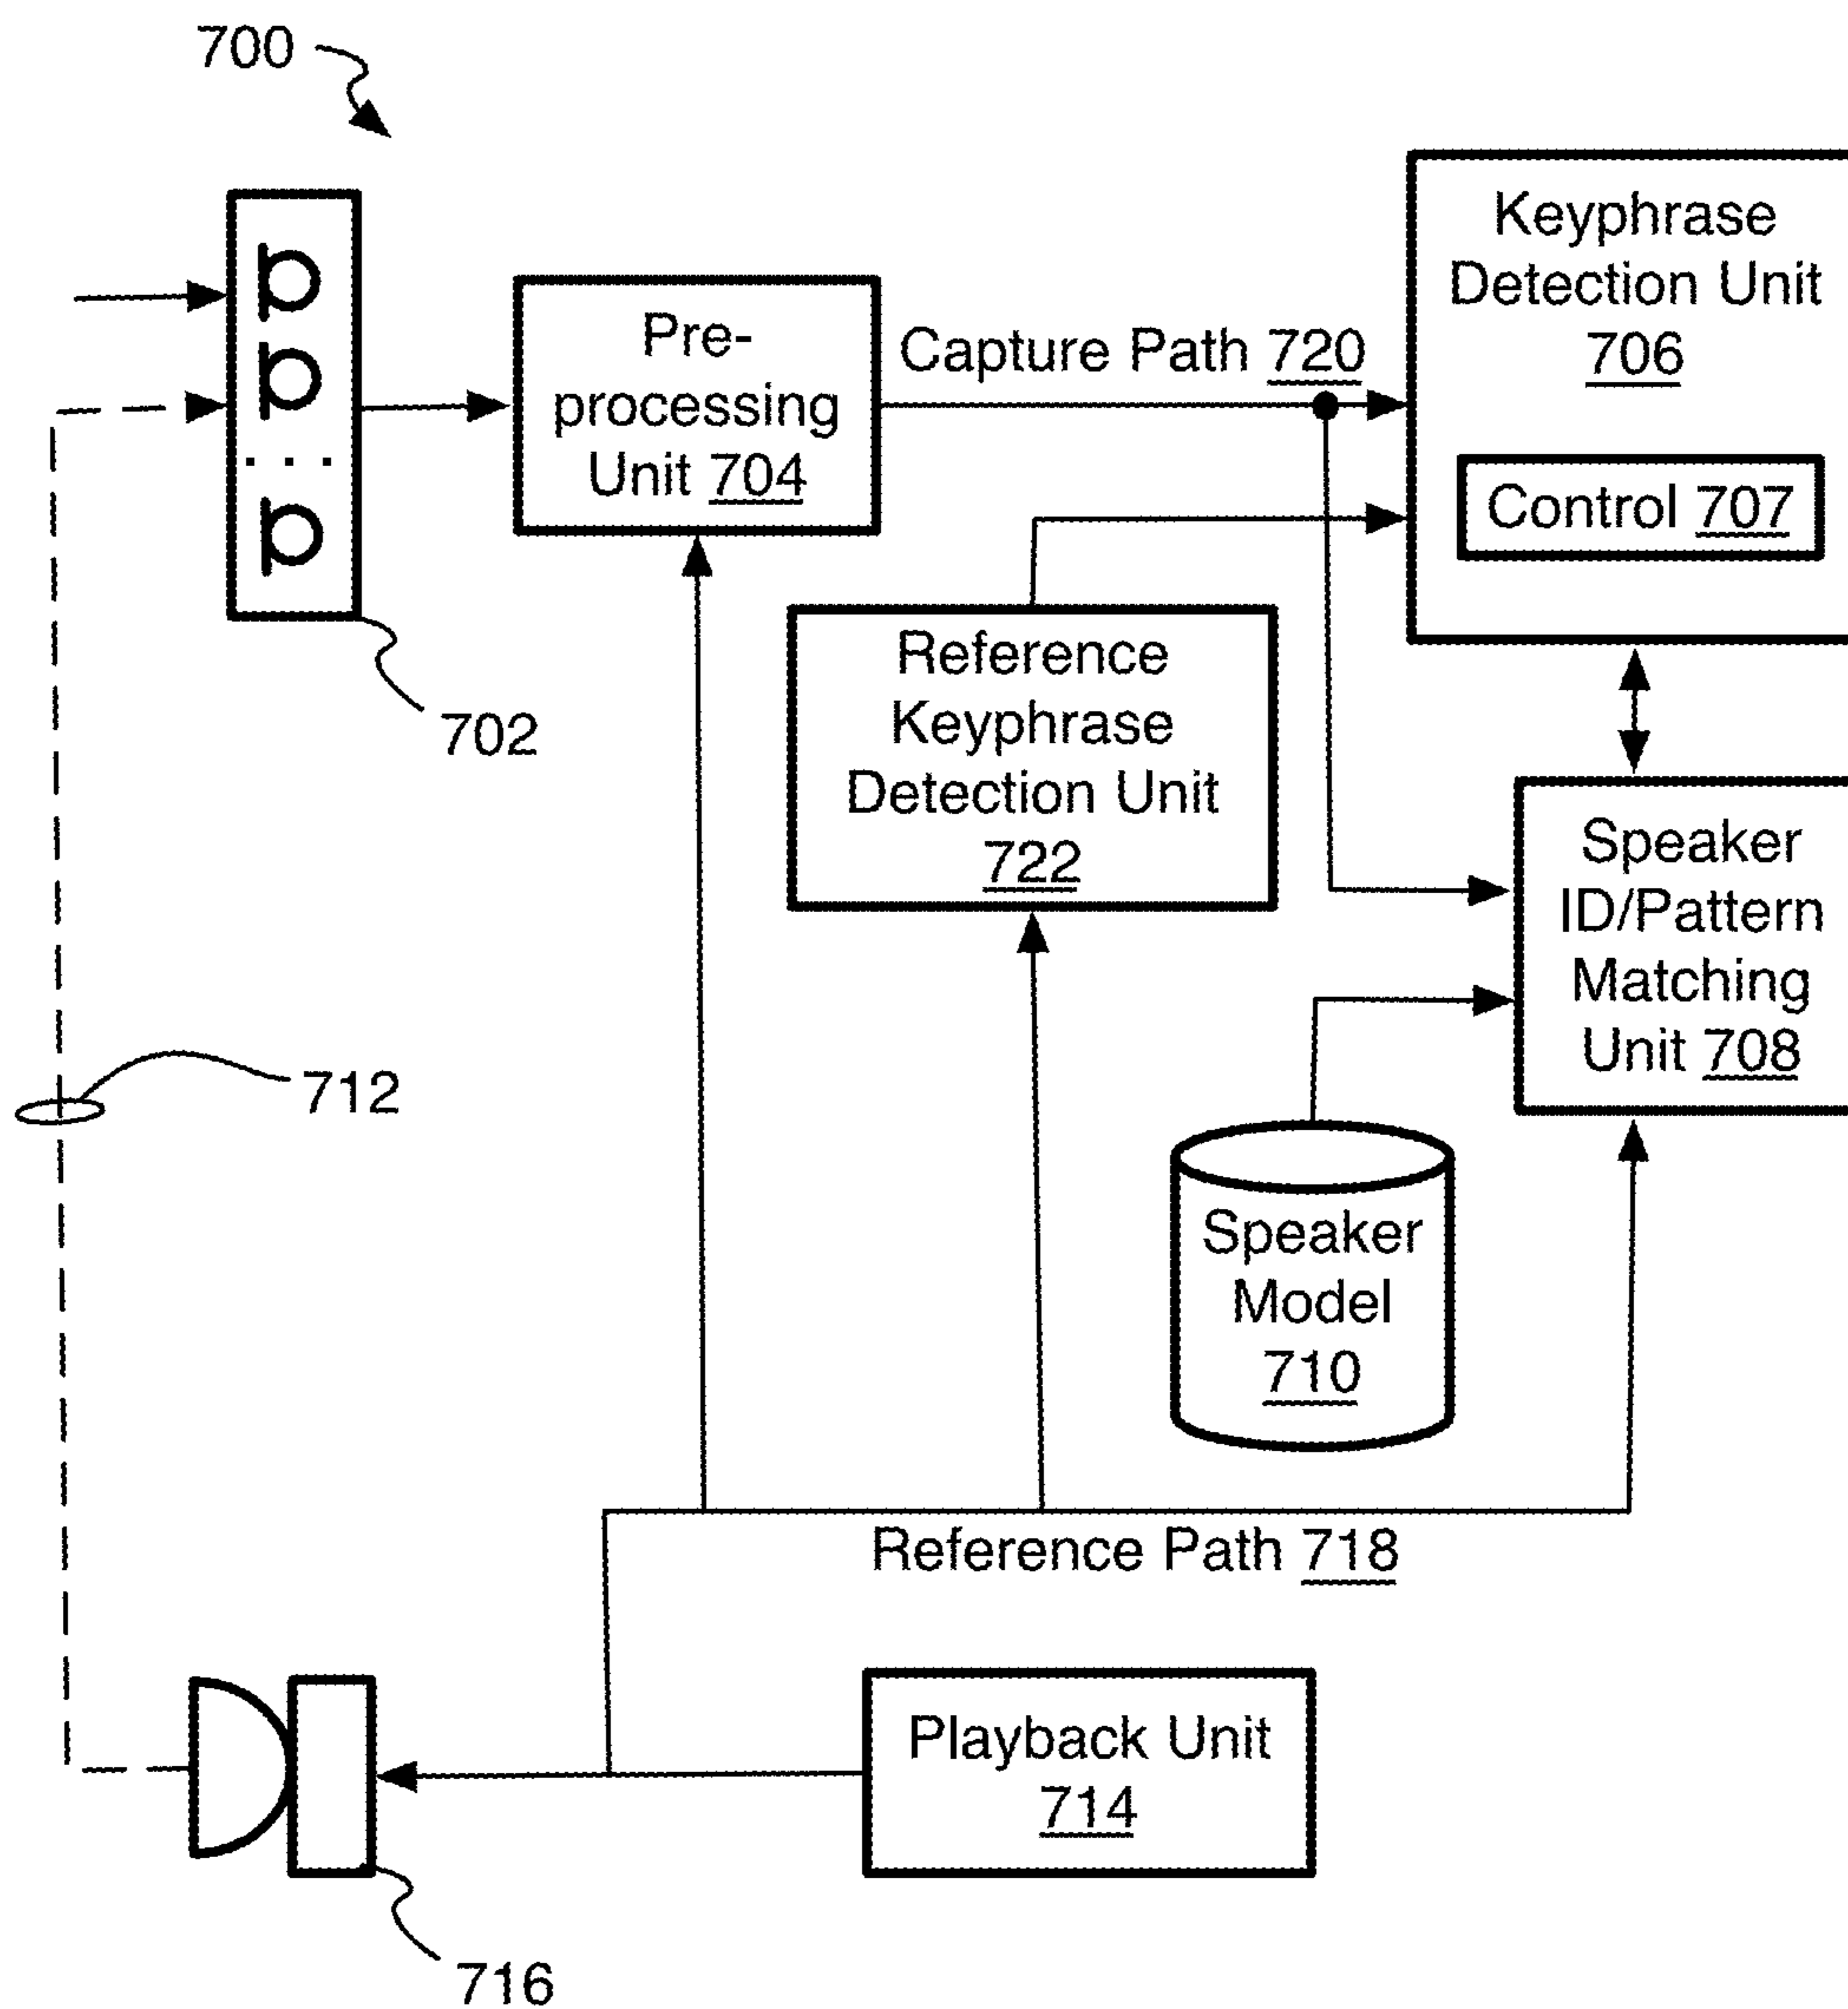 700
Keyphrase
Detection Unit
706
Control 707
Pre-
processing
Unit 704
Capture Path 720
702
Reference
Keyphrase
Detection Unit
722
Speaker
ID/Pattern
Matching
Unit 708
712
Speaker
Model
710
Reference Path 718
Playback Unit
714
716